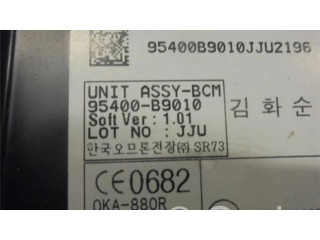 95400B9010JJU2196
UNIT ASSY-BCM
95400-B9010
Soft Ver : 1.01
LOT NO : JJU
한국오므론전장㈜ SR73
김화순
CE0682
OKA-880R